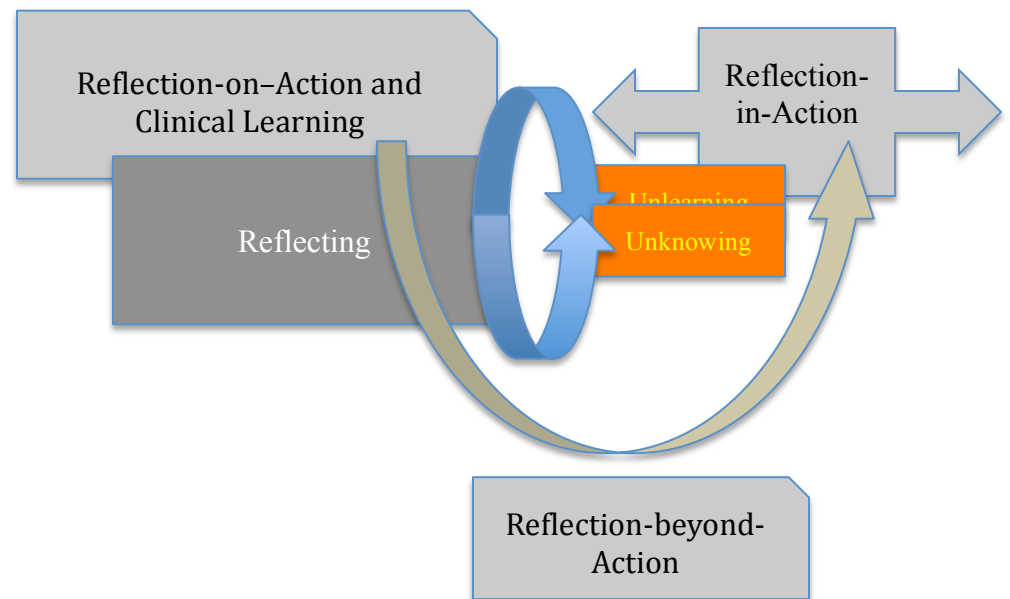 Reflection-on–Action and
Clinical Learning
Reflection-
in-Action
Reflecting
Unlearning
Unknowing
Reflection-beyond-
Action